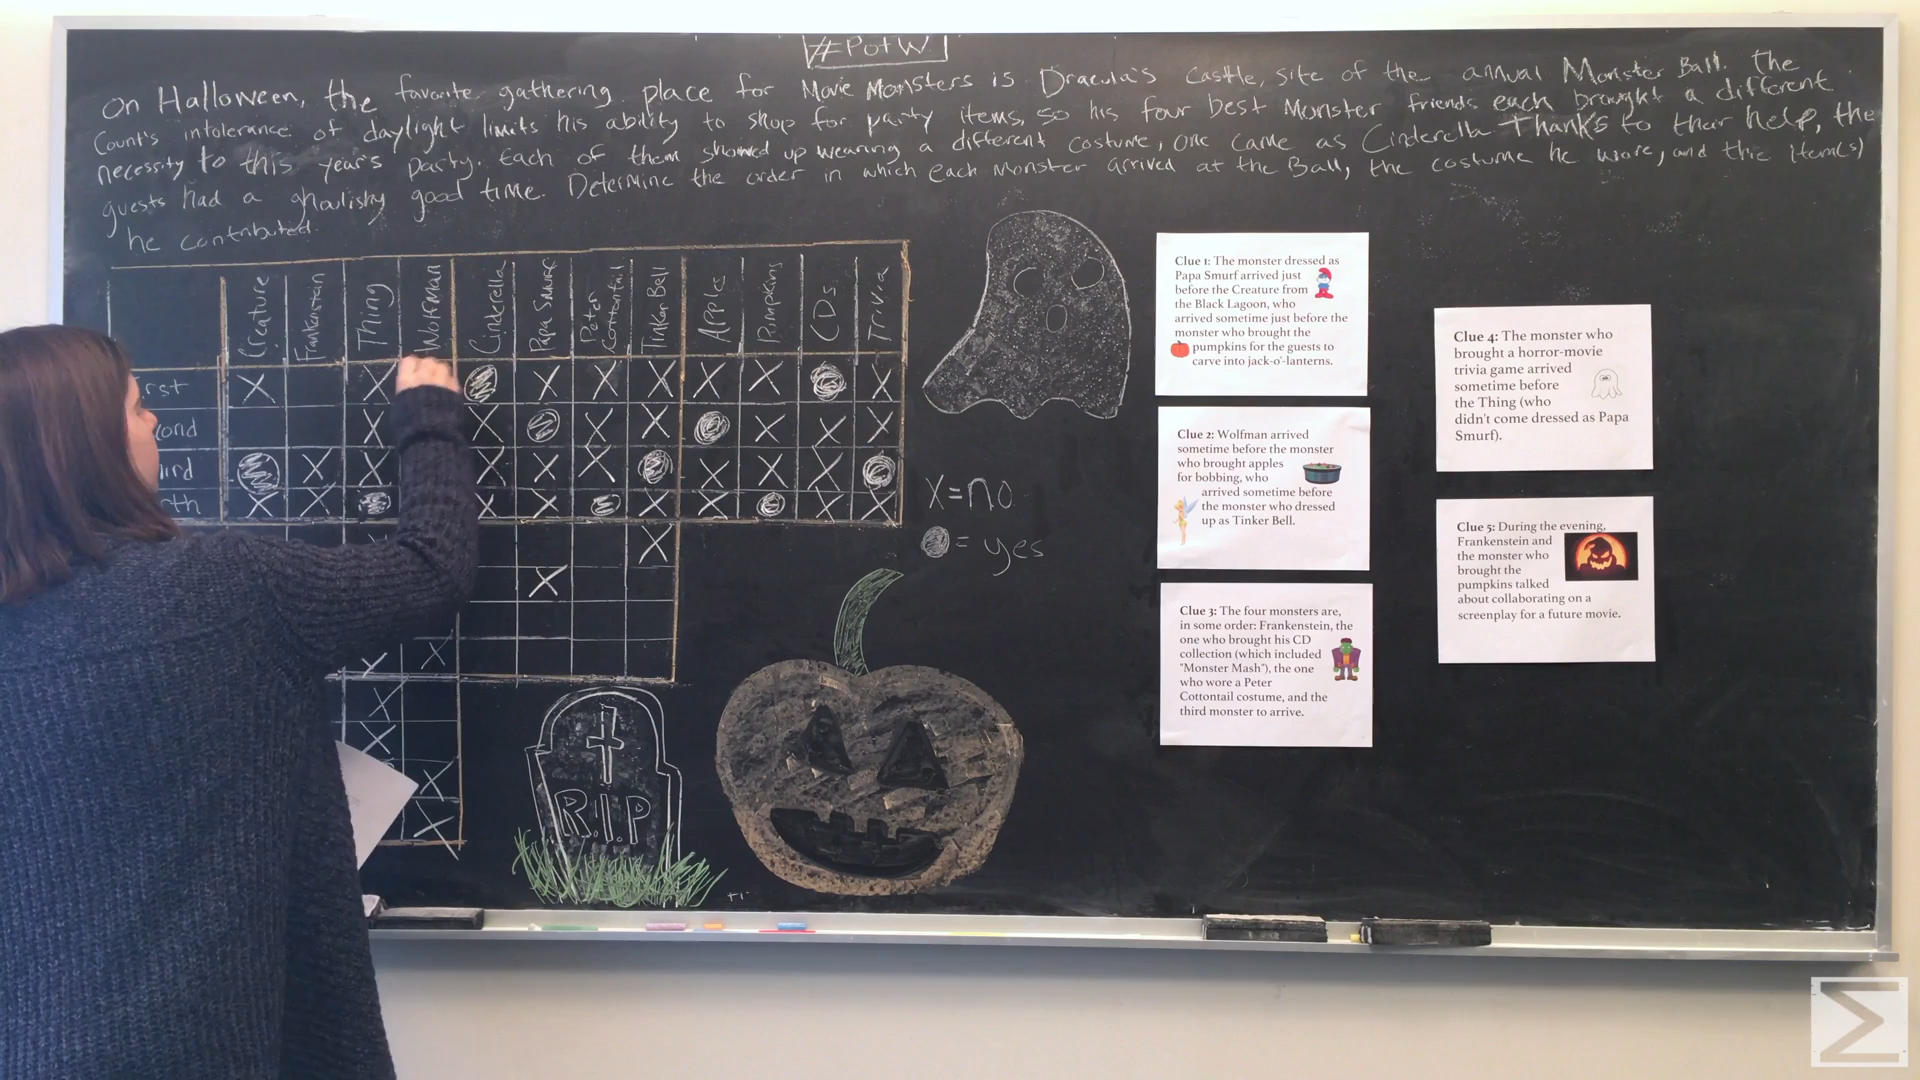 #PotW
On Halloween, the favorite gathering place for Movie Monsters is Dracula's Castle, site of the annual Monster Ball. The
Count's intolerance of daylight limits his ability to shop for party items, so his four best Monster friends each brought a different
necessity to this year's party. Each of them showed up wearing a different costume, one came as Cinderella. Thanks to their help, the
guests had a ghoulishy good time. Determine the order in which each Monster arrived at the Ball, the costume he wore, and the item(s)
he contributed.
Creature
Thing
Wolfman
Cinderella
Papa Smurf
Peter
Cottontail
Tinker Bell
Apples
Pumpkins
CDs
Trivia
rst
X X X X X X X X
ond
X X X X X X X
ird
X X X X X X X X
rth
X X X X X X X X
X
X
X X
X
X
X
X
X=no
= yes
R.I.P
Clue 1: The monster dressed as
Papa Smurf arrived just
before the Creature from
the Black Lagoon, who
arrived sometime just before the
monster who brought the
pumpkins for the guests to
carve into jack-o'-lanterns.
Clue 2: Wolfman arrived
sometime before the monster
who brought apples
for bobbing, who
arrived sometime before
the monster who dressed
up as Tinker Bell.
Clue 3: The four monsters are,
in some order: Frankenstein, the
one who brought his CD
collection (which included
"Monster Mash"), the one
who wore a Peter
Cottontail costume, and the
third monster to arrive.
Clue 4: The monster who
brought a horror-movie
trivia game arrived
sometime before
the Thing (who
didn't come dressed as Papa
Smurf).
Clue 5: During the evening,
Frankenstein and
the monster who
brought the
pumpkins talked
about collaborating on a
screenplay for a future movie.